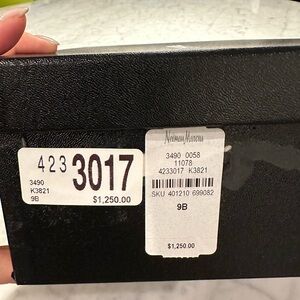 423 3017
3490
K3821
9B
$1,250.00
Neiman Marcus
3490 0058
11078
4233017 K3821
SKU 401210 699082
9B
$1,250.00